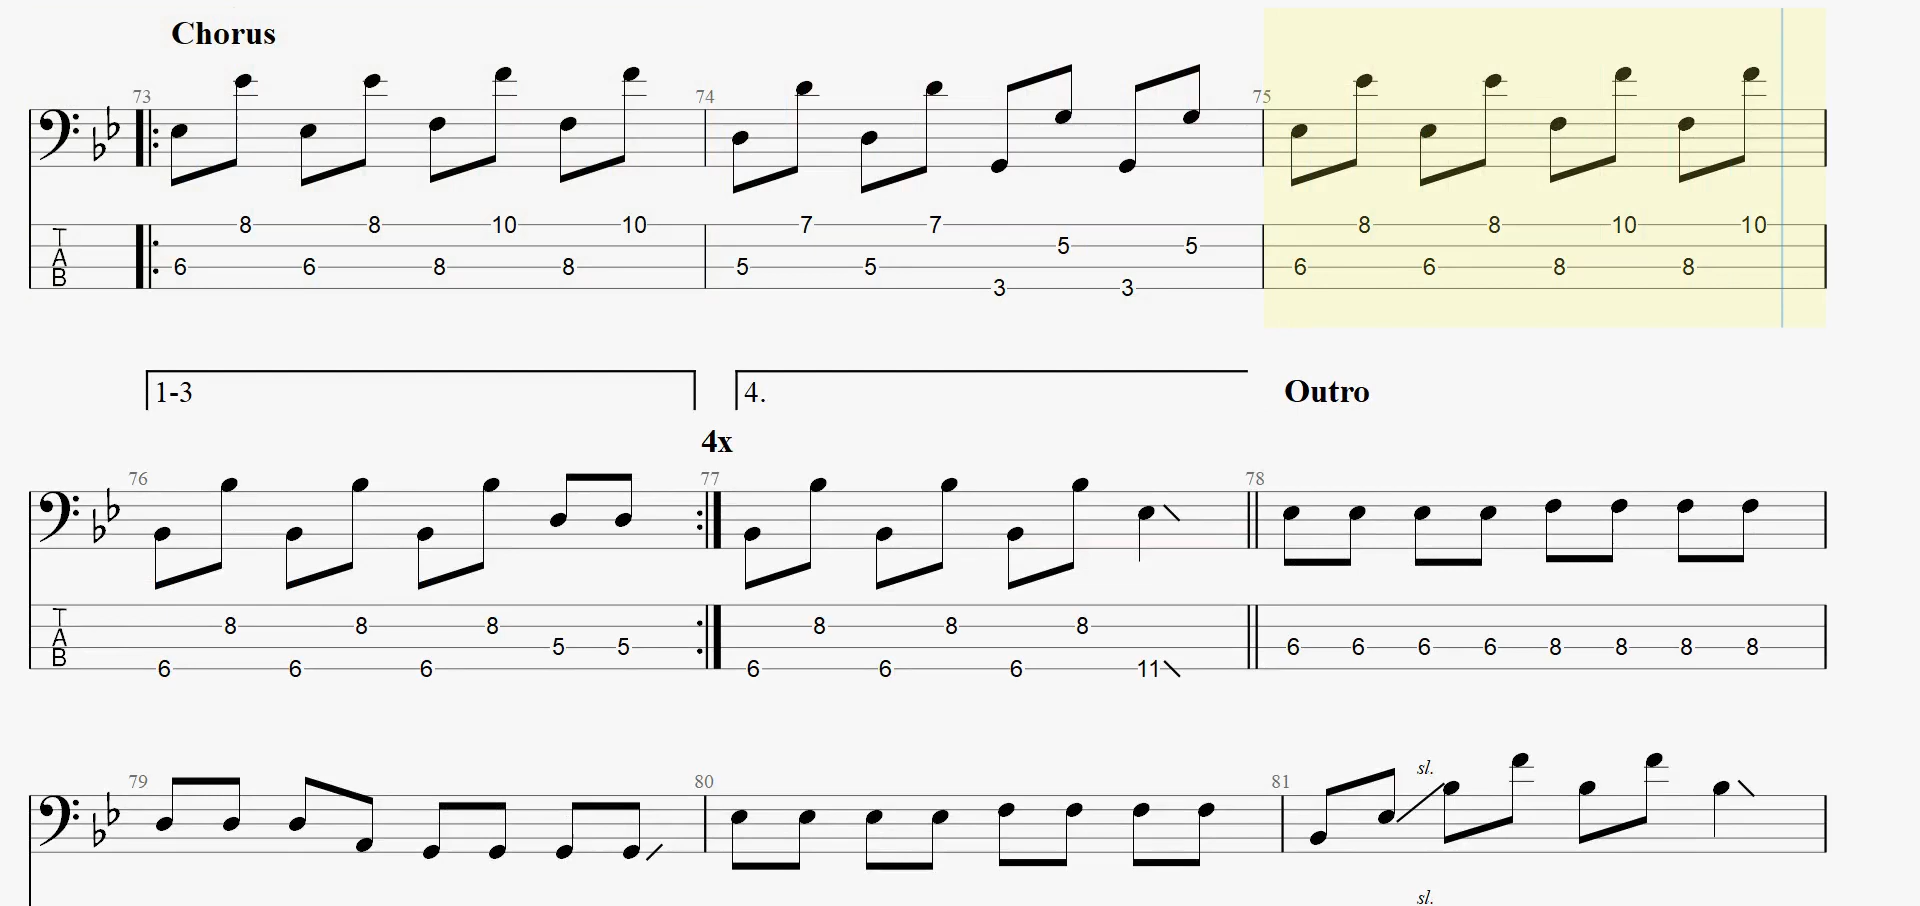 Chorus
73 74 75
T 8 8 10 10 7 7 8 8 10 10
A 5 5
B 6 6 8 8 5 5 6 6 8 8
3 3
1-3 4. Outro
4x
76 77 78
T
A 8 8 8 8 8 8
B 5 5 6 6 6 6 8 8 8 8
6 6 6 6 6 6 11
79 80 81
sl.
sl.